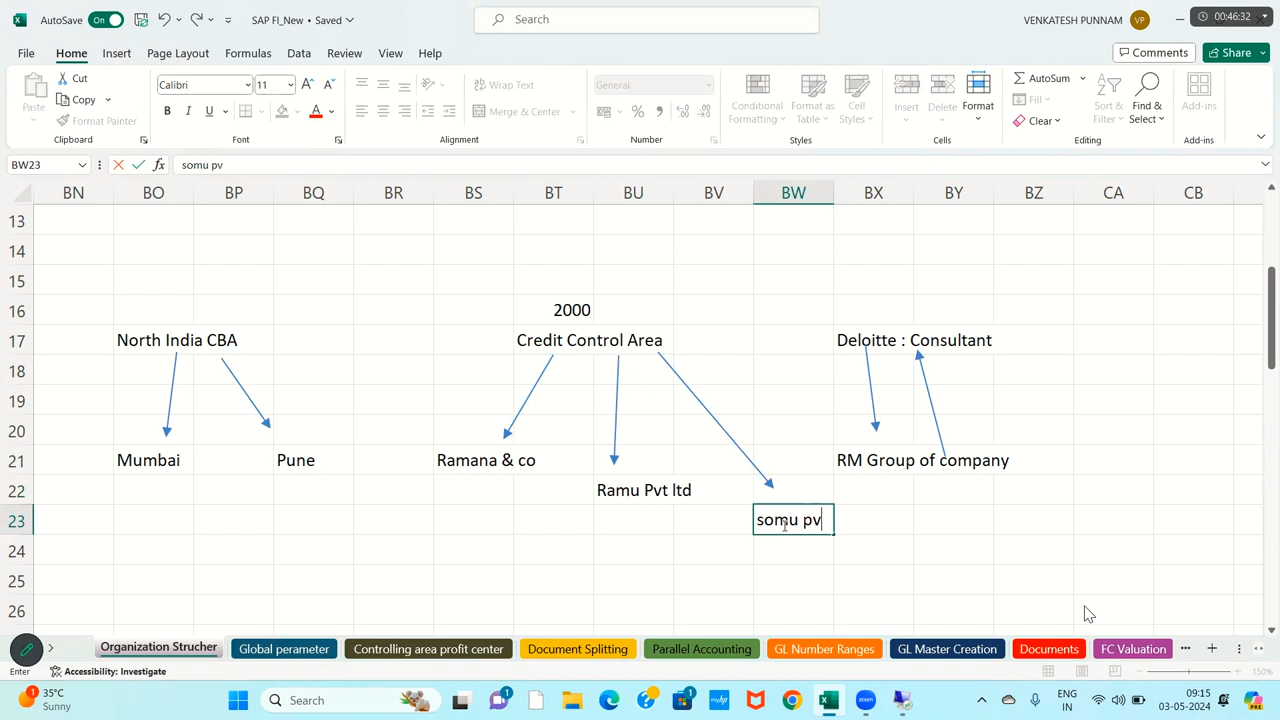 AutoSave On SAP FI_New • Saved Search VENKATESH PUNNAM VP 00:46:32
File Home Insert Page Layout Formulas Data Review View Help Comments Share
Paste Cut Copy Format Painter Clipboard
Calibri 11 B I U A Font
Wrap Text Merge & Center Alignment
General % Number
Conditional Formatting Format as Table Cell Styles Styles
Insert Delete Format Cells
AutoSum Fill Clear Sort & Filter Find & Select Editing
Add-ins Add-ins
BW23 fx somu pv
BN BO BP BQ BR BS BT BU BV BW BX BY BZ CA CB
13
14
15
16 2000
17 North India CBA Credit Control Area Deloitte : Consultant
18
19
20
21 Mumbai Pune Ramana & co RM Group of company
22 Ramu Pvt ltd
23 somu pv
24
25
26
Organization Strucher Global perameter Controlling area profit center Document Splitting Parallel Accounting GL Number Ranges GL Master Creation Documents FC Valuation
Enter Accessibility: Investigate 150%
1 35°C Sunny Search 1 1 ENG IN 09:15 03-05-2024 PRE